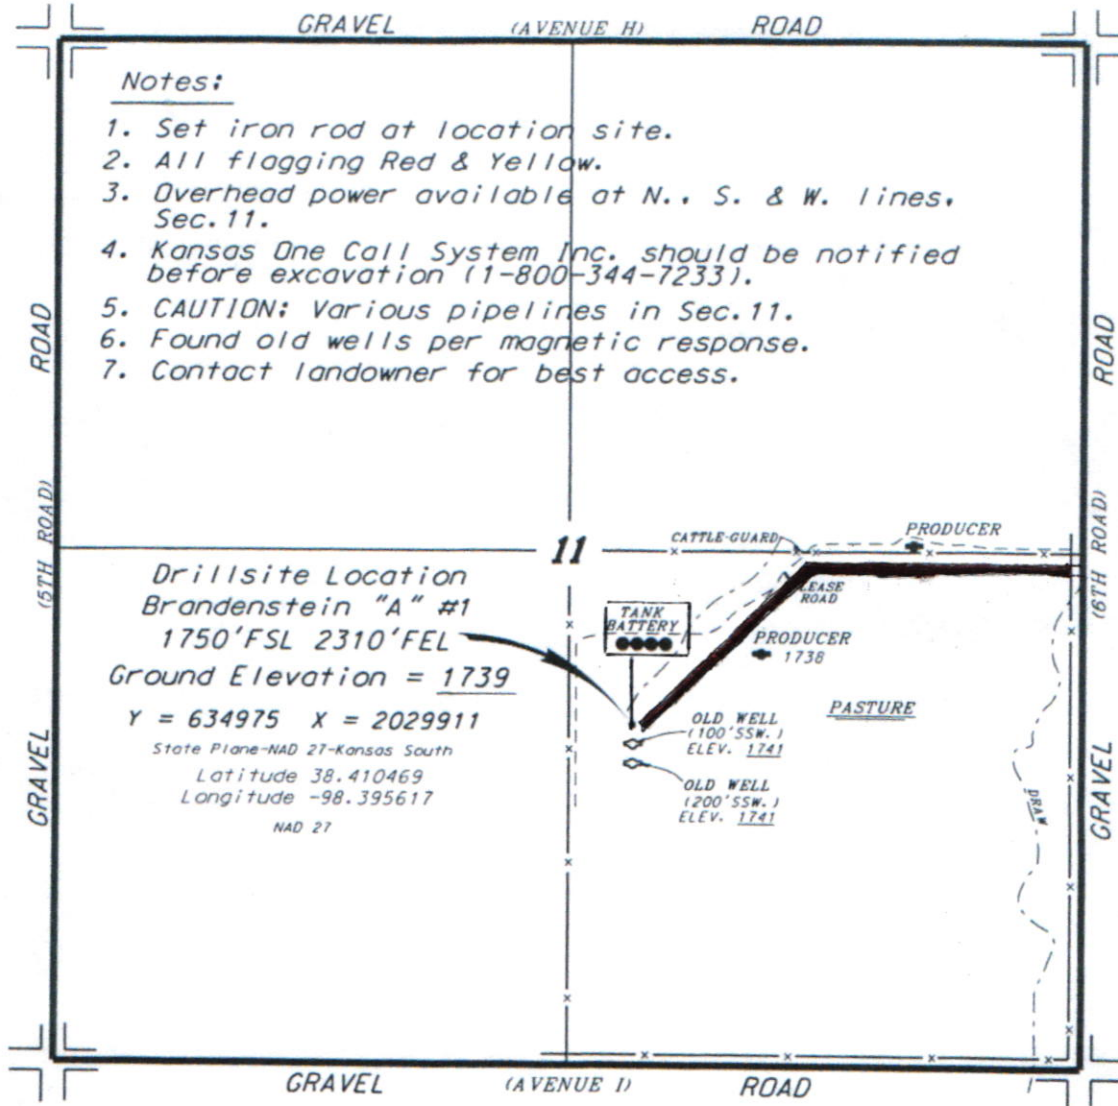 GRAVEL (AVENUE H) ROAD
Notes:
1. Set iron rod at location site.
2. All flagging Red & Yellow.
3. Overhead power available at N., S. & W. lines,
Sec. 11.
4. Kansas One Call System Inc. should be notified
before excavation (1-800-344-7233).
5. CAUTION: Various pipelines in Sec. 11.
6. Found old wells per magnetic response.
7. Contact landowner for best access.
GRAVEL (5TH ROAD) ROAD
GRAVEL (6TH ROAD) ROAD
11
CATTLE-GUARD
PRODUCER
LEASE
ROAD
Drillsite Location
Brandenstein "A" #1
1750'FSL 2310'FEL
Ground Elevation = 1739
Y = 634975 X = 2029911
State Plane-NAD 27-Kansas South
Latitude 38.410469
Longitude -98.395617
NAD 27
TANK
BATTERY
PRODUCER
1738
PASTURE
OLD WELL
(100'SSW.)
ELEV. 1741
OLD WELL
(200'SSW.)
ELEV. 1741
DRAW
GRAVEL (AVENUE I) ROAD